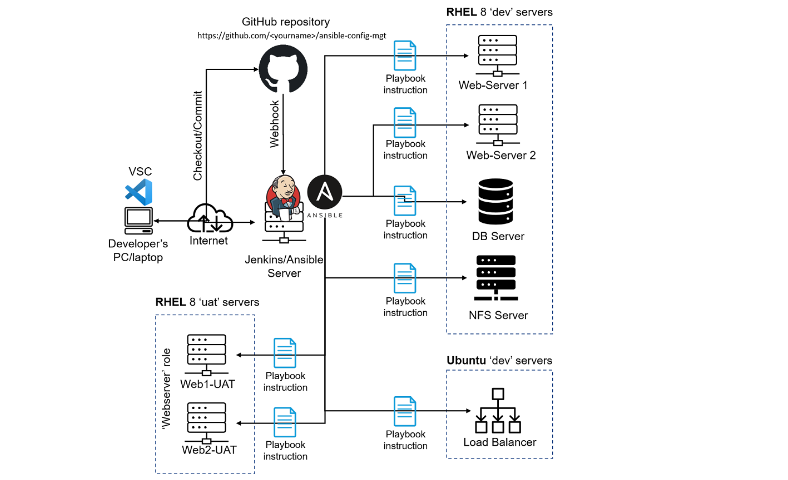 GitHub repository
https://github.com/<yourname>/ansible-config-mgt
RHEL 8 'dev' servers
Playbook
instruction
Web-Server 1
Checkout/Commit
Webhook
Playbook
instruction
Web-Server 2
VSC
ANSIBLE
Playbook
instruction
DB Server
Developer's
PC/laptop
Internet
Jenkins/Ansible
Server
Playbook
instruction
NFS Server
RHEL 8 'uat' servers
'Webserver' role
Web1-UAT
Playbook
instruction
Web2-UAT
Playbook
instruction
Ubuntu 'dev' servers
Playbook
instruction
Load Balancer